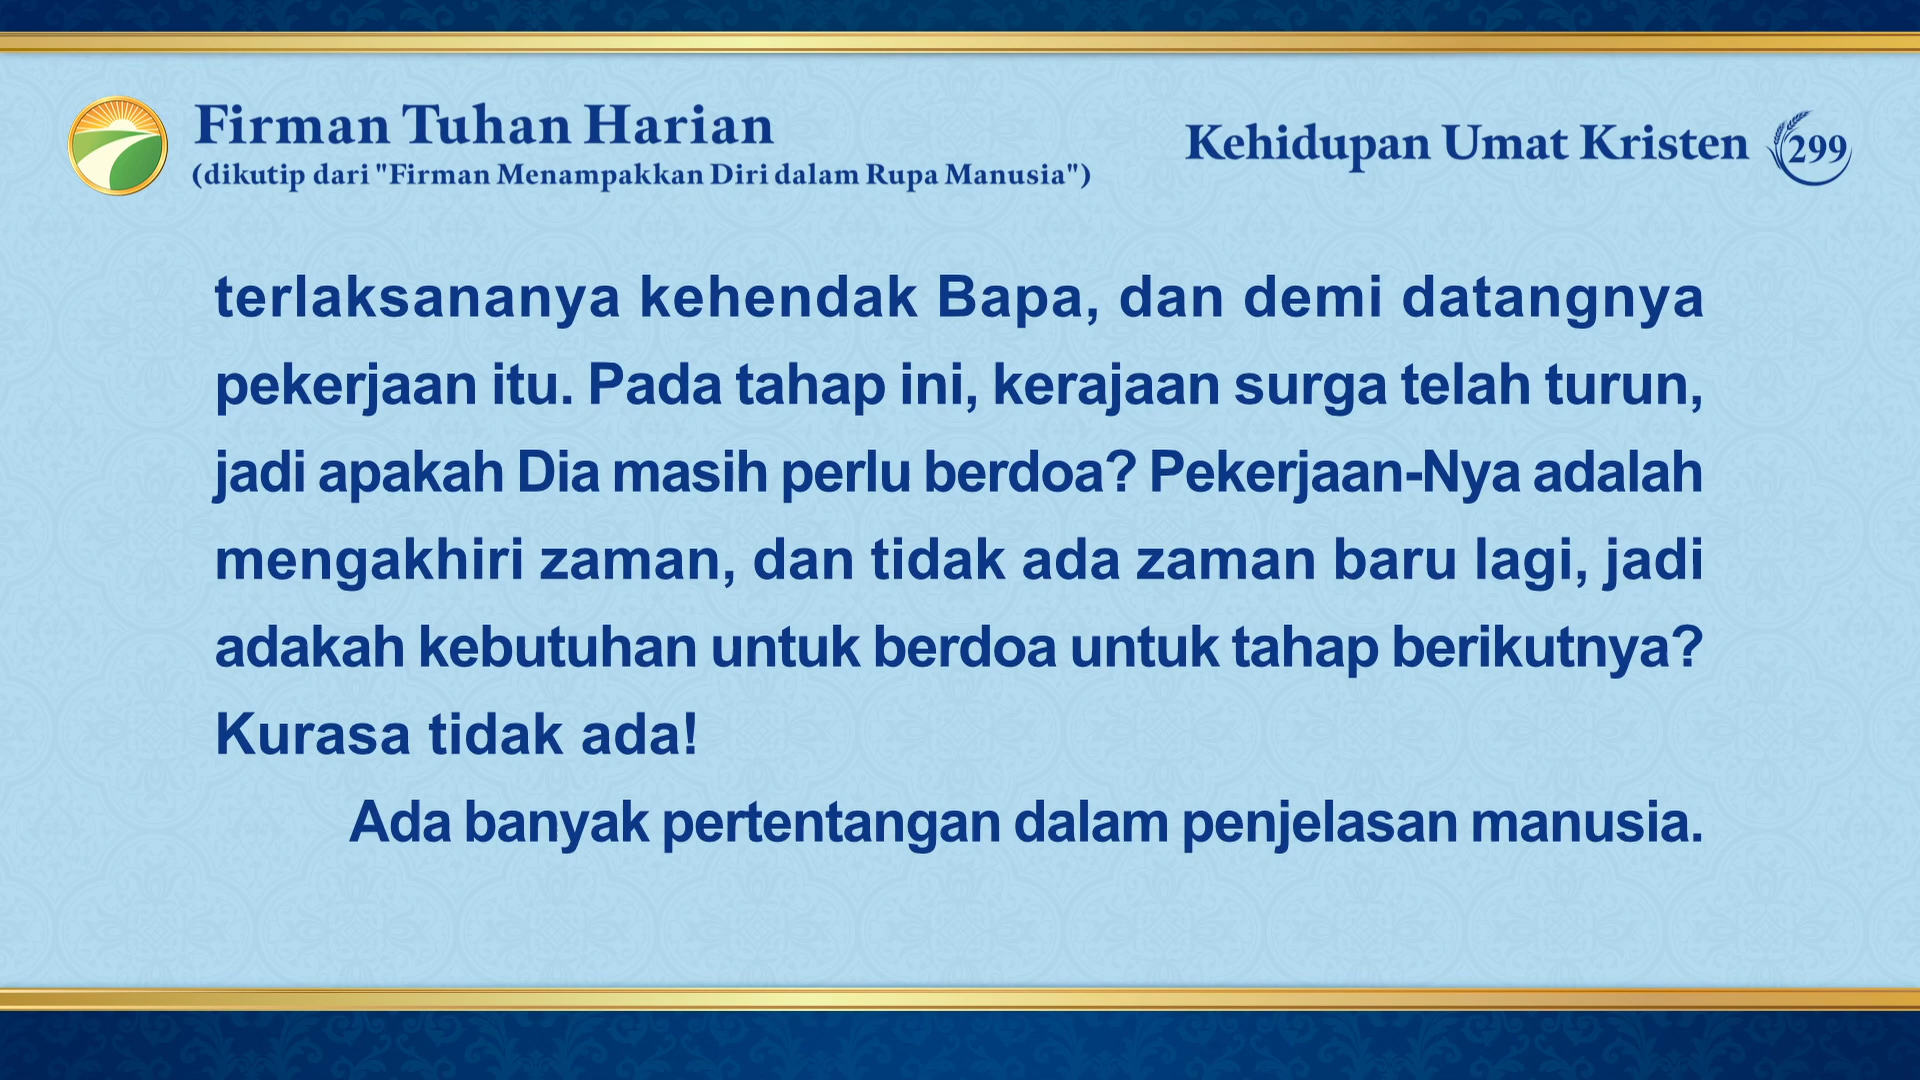 Firman Tuhan Harian
(dikutip dari "Firman Menampakkan Diri dalam Rupa Manusia")
Kehidupan Umat Kristen 299
terlaksananya kehendak Bapa, dan demi datangnya
pekerjaan itu. Pada tahap ini, kerajaan surga telah turun,
jadi apakah Dia masih perlu berdoa? Pekerjaan-Nya adalah
mengakhiri zaman, dan tidak ada zaman baru lagi, jadi
adakah kebutuhan untuk berdoa untuk tahap berikutnya?
Kurasa tidak ada!
Ada banyak pertentangan dalam penjelasan manusia.